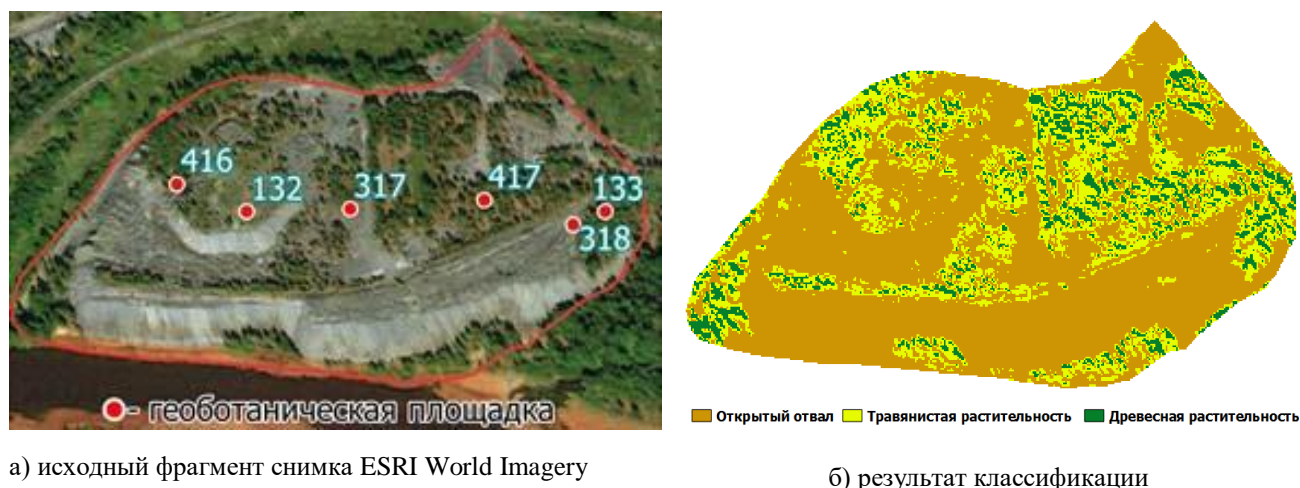 416
132
317
417
133
318
- геоботаническая площадка
Открытый отвал Травянистая растительность Древесная растительность
а) исходный фрагмент снимка ESRI World Imagery
б) результат классификации